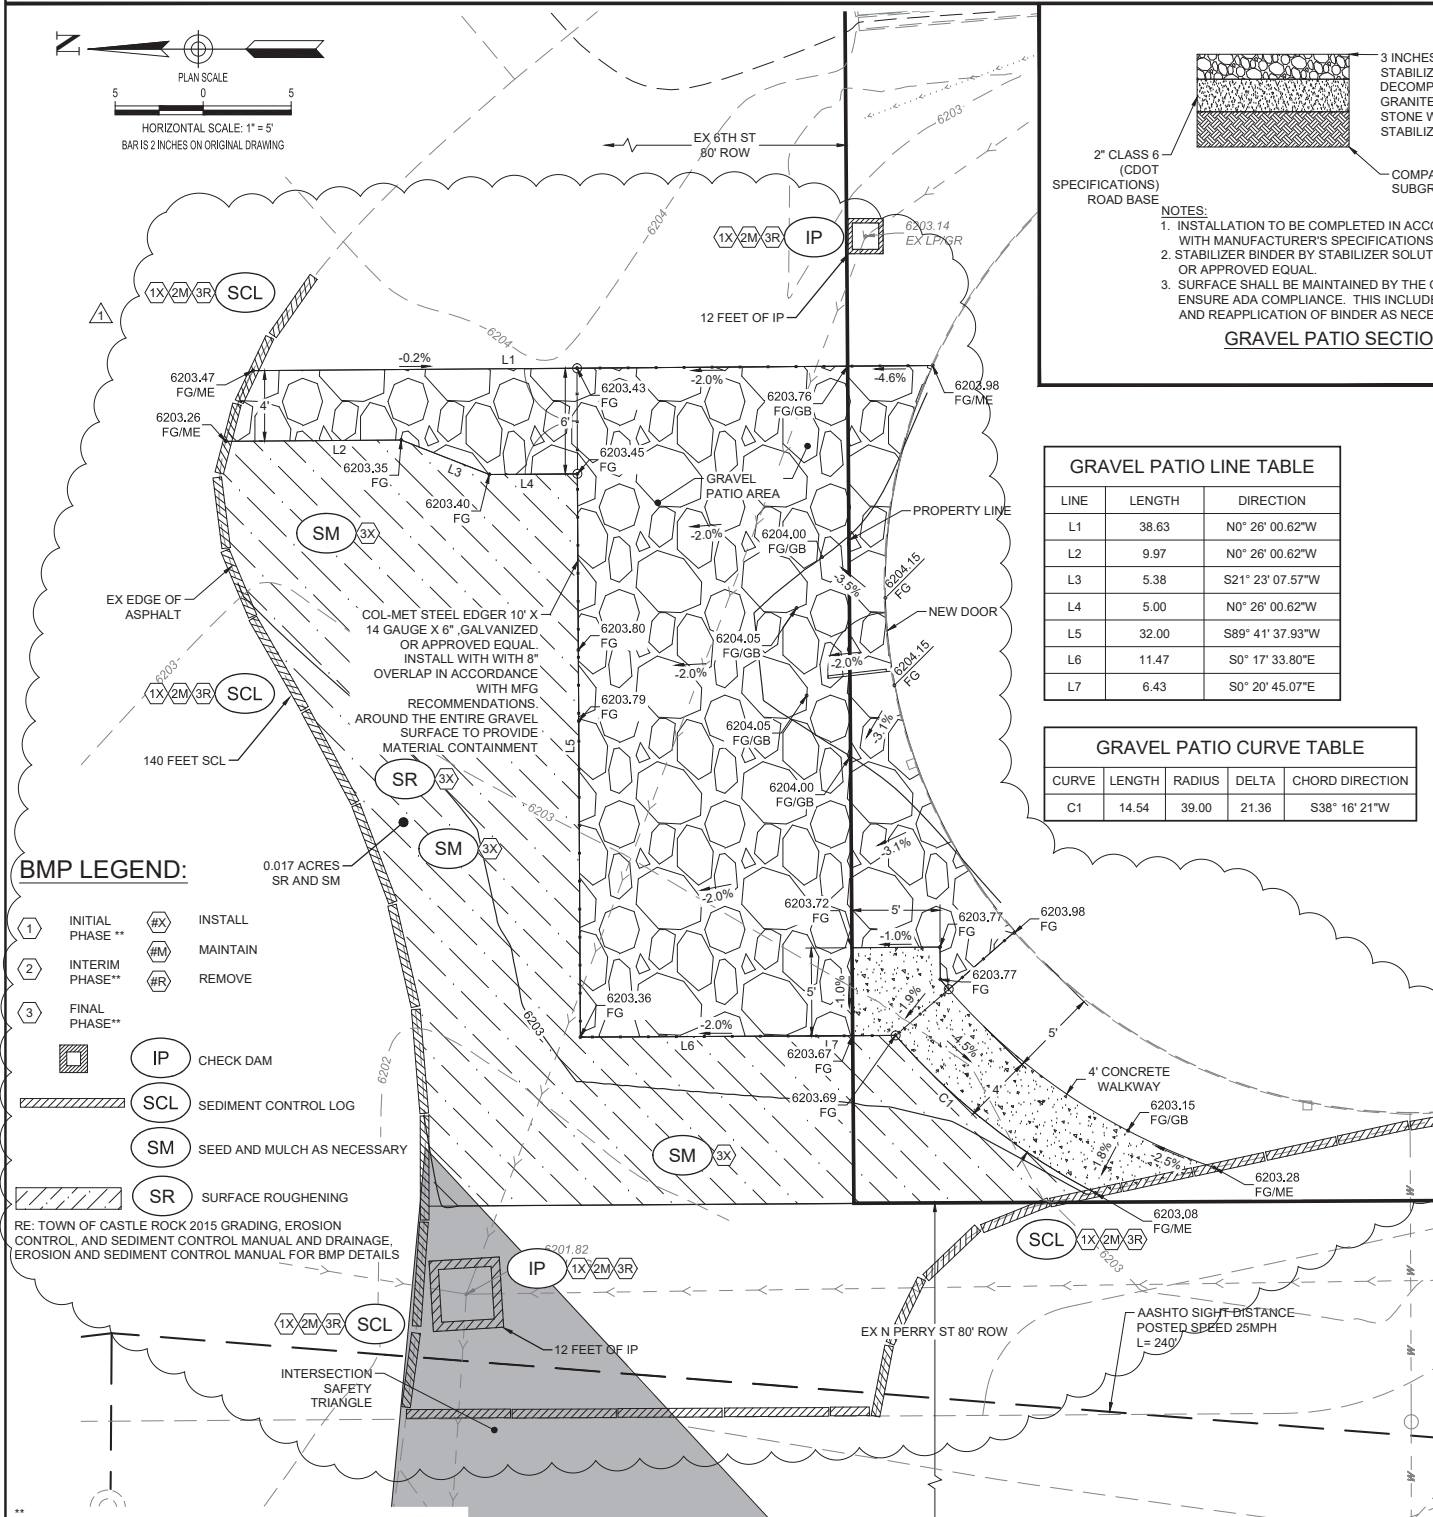 N
PLAN SCALE
5 0 5
HORIZONTAL SCALE: 1" = 5'
BAR IS 2 INCHES ON ORIGINAL DRAWING
EX 6TH ST
80' ROW
6203
6204
6204
1X 2M 3R IP
6203.14
EX LP/GR
12 FEET OF IP
1X 2M 3R SCL
1
3 INCHES
STABILIZ
DECOMP
GRANITE
STONE W
STABILIZ
2" CLASS 6
(CDOT
SPECIFICATIONS)
ROAD BASE
COMPA
SUBGR
NOTES:
1. INSTALLATION TO BE COMPLETED IN ACCO
WITH MANUFACTURER'S SPECIFICATIONS
2. STABILIZER BINDER BY STABILIZER SOLUT
OR APPROVED EQUAL.
3. SURFACE SHALL BE MAINTAINED BY THE O
ENSURE ADA COMPLIANCE. THIS INCLUDE
AND REAPPLICATION OF BINDER AS NECE
GRAVEL PATIO SECTIO
-0.2%
L1
6203.47
FG/ME
6203.26
FG/ME
4'
L2
6203.35
FG
L3
6203.40
FG
L4
6'
6203.43
FG
6203.45
FG
-2.0%
6203.76
FG/GB
-4.6%
6203.98
FG/ME
GRAVEL
PATIO AREA
PROPERTY LINE
-2.0%
6204.00
FG/GB
-3.5%
6204.15
FG
NEW DOOR
SM 3X
EX EDGE OF
ASPHALT
COL-MET STEEL EDGER 10' X
14 GAUGE X 6" ,GALVANIZED
OR APPROVED EQUAL.
INSTALL WITH WITH 8"
OVERLAP IN ACCORDANCE
WITH MFG
RECOMMENDATIONS.
AROUND THE ENTIRE GRAVEL
SURFACE TO PROVIDE
MATERIAL CONTAINMENT
6203
6203.80
FG
6204.05
FG/GB
-2.0%
-2.0%
6204.15
FG
6203.79
FG
6204.05
FG/GB
-3.1%
L5
1X 2M 3R SCL
140 FEET SCL
SR 3X
6203
SM 3X
0.017 ACRES
SR AND SM
6204.00
FG/GB
-3.1%
-2.0%
6203.72
FG
5'
-1.0%
6203.77
FG
6203.98
FG
6203.77
FG
5'
-1.0%
-1.9%
6203.36
FG
-2.0%
L6
L7
6203.67
FG
6203.69
FG
-4.5%
C1
4'
5'
4' CONCRETE
WALKWAY
6203.15
FG/GB
-1.8%
-2.5%
6203.28
FG/ME
6203.08
FG/ME
6203
6202
GRAVEL PATIO LINE TABLE
LINE LENGTH DIRECTION
L1 38.63 N0° 26' 00.62"W
L2 9.97 N0° 26' 00.62"W
L3 5.38 S21° 23' 07.57"W
L4 5.00 N0° 26' 00.62"W
L5 32.00 S89° 41' 37.93"W
L6 11.47 S0° 17' 33.80"E
L7 6.43 S0° 20' 45.07"E
GRAVEL PATIO CURVE TABLE
CURVE LENGTH RADIUS DELTA CHORD DIRECTION
C1 14.54 39.00 21.36 S38° 16' 21"W
BMP LEGEND:
1 INITIAL
PHASE **
#X INSTALL
2 INTERIM
PHASE**
#M MAINTAIN
3 FINAL
PHASE**
#R REMOVE
IP CHECK DAM
SCL SEDIMENT CONTROL LOG
SM SEED AND MULCH AS NECESSARY
SR SURFACE ROUGHENING
RE: TOWN OF CASTLE ROCK 2015 GRADING, EROSION
CONTROL, AND SEDIMENT CONTROL MANUAL AND DRAINAGE,
EROSION AND SEDIMENT CONTROL MANUAL FOR BMP DETAILS
SM 3X
6201.82
IP 1X 2M 3R
SCL 1X 2M 3R
6203
1X 2M 3R SCL
12 FEET OF IP
INTERSECTION
SAFETY
TRIANGLE
EX N PERRY ST 80' ROW
AASHTO SIGHT DISTANCE
POSTED SPEED 25MPH
L= 240'
W
W
W
W
**